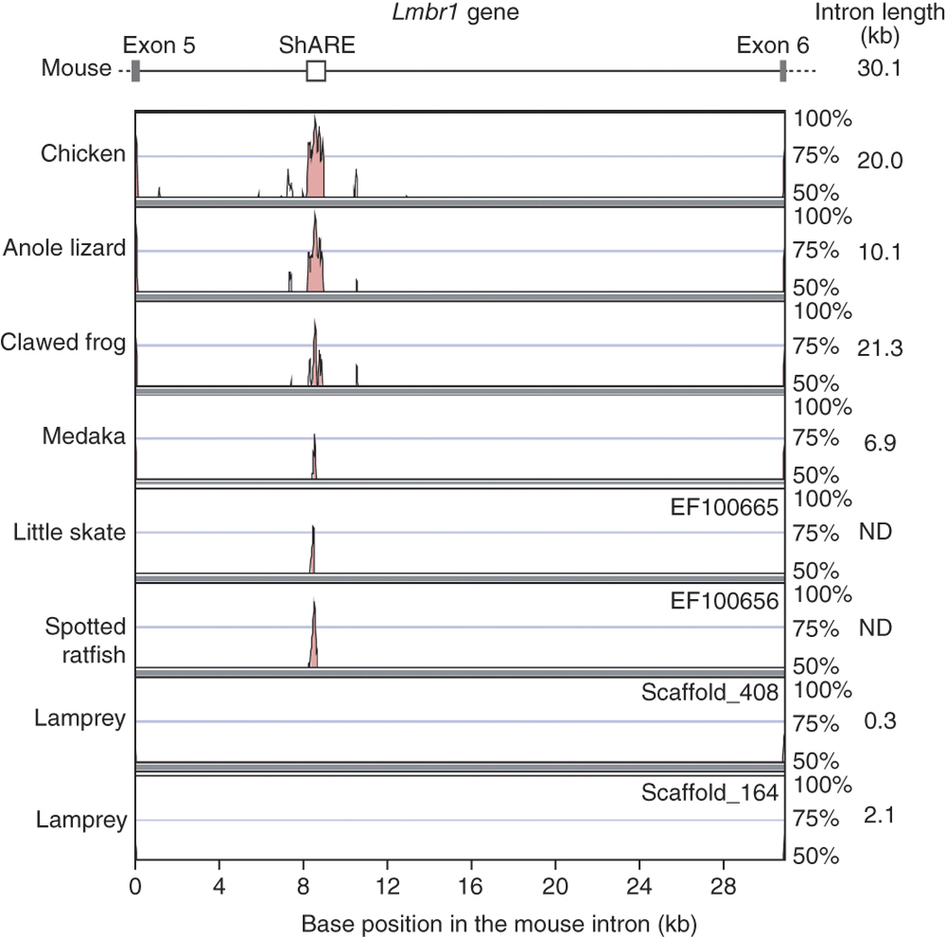 Lmbr1 gene
Intron length
(kb)
Exon 5 ShARE Exon 6
Mouse 30.1
100%
Chicken 75% 20.0
50%
100%
Anole lizard 75% 10.1
50%
100%
Clawed frog 75% 21.3
50%
100%
Medaka 75% 6.9
50%
EF100665 100%
Little skate 75% ND
50%
EF100656 100%
Spotted
ratfish
75% ND
50%
Scaffold_408 100%
Lamprey 75% 0.3
50%
Scaffold_164 100%
Lamprey 75% 2.1
50%
0 4 8 12 16 20 24 28
Base position in the mouse intron (kb)